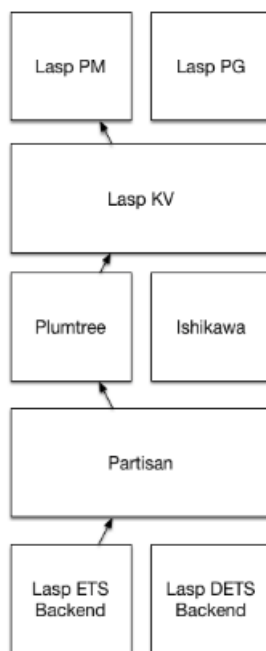 Lasp PM
Lasp PG
Lasp KV
Plumtree
Ishikawa
Partisan
Lasp ETS
Backend
Lasp DETS
Backend